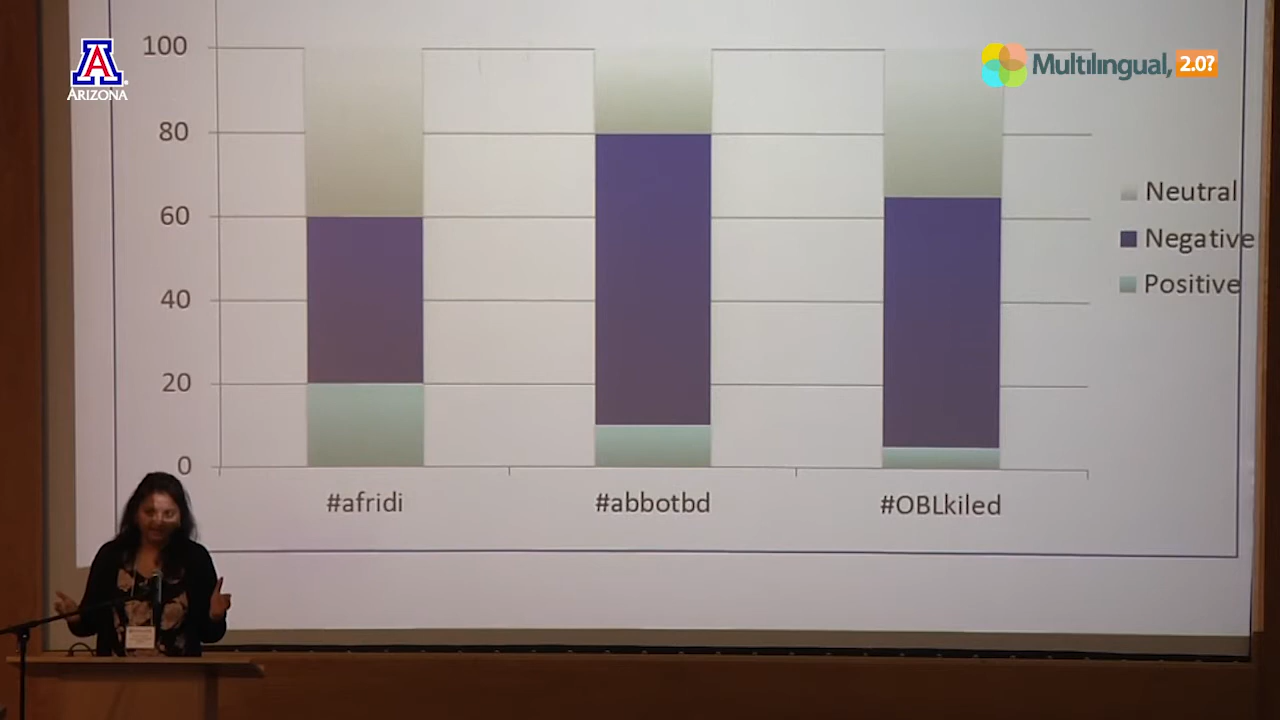 A
ARIZONA
Multilingual, 2.0?
100
80
60
40
20
0
Neutral
Negative
Positive
#afridi
#abbotbd
#OBLkiled